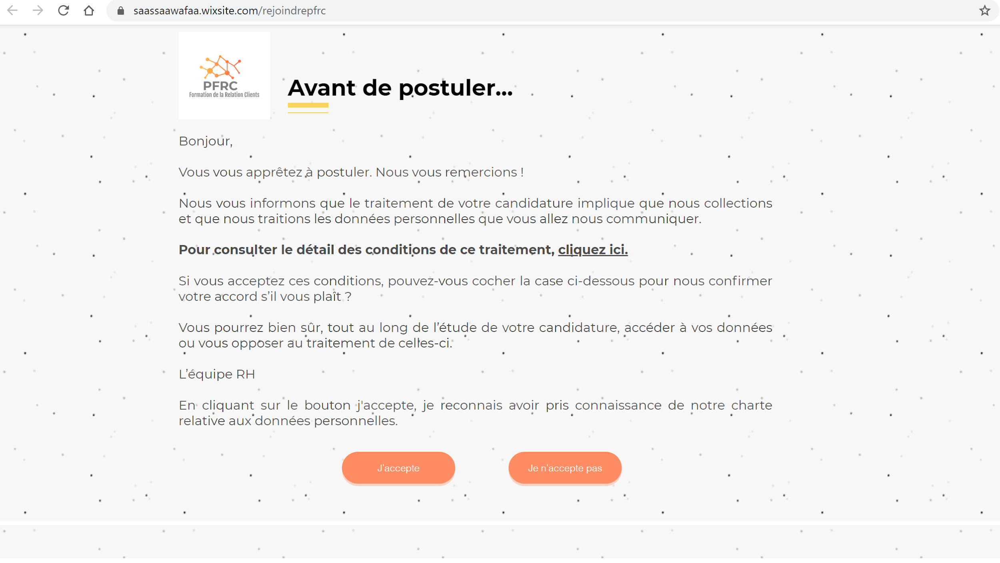 saassaawafaa.wixsite.com/rejoindrepfrc
PFRC
Formation de la Relation Clients
Avant de postuler...
Bonjour,
Vous vous apprêtez à postuler. Nous vous remercions !
Nous vous informons que le traitement de votre candidature implique que nous collections
et que nous traitions les données personnelles que vous allez nous communiquer.
Pour consulter le détail des conditions de ce traitement, cliquez ici.
Si vous acceptez ces conditions, pouvez-vous cocher la case ci-dessous pour nous confirmer
votre accord s’il vous plaît ?
Vous pourrez bien sûr, tout au long de l’étude de votre candidature, accéder à vos données
ou vous opposer au traitement de celles-ci.
L’équipe RH
En cliquant sur le bouton j'accepte, je reconnais avoir pris connaissance de notre charte
relative aux données personnelles.
J'accepte
Je n'accepte pas